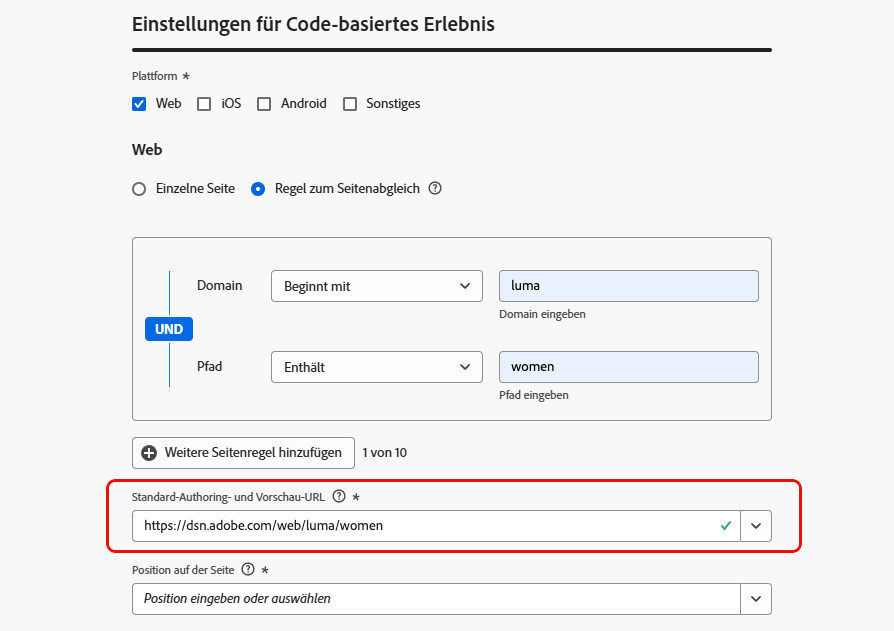 Einstellungen für Code-basiertes Erlebnis
Plattform *
Web iOS Android Sonstiges
Web
Einzelne Seite Regel zum Seitenabgleich ?
Domain Beginnt mit luma
Domain eingeben
UND
Pfad Enthält women
Pfad eingeben
Weitere Seitenregel hinzufügen 1 von 10
Standard-Authoring- und Vorschau-URL ? *
https://dsn.adobe.com/web/luma/women
Position auf der Seite ? *
Position eingeben oder auswählen